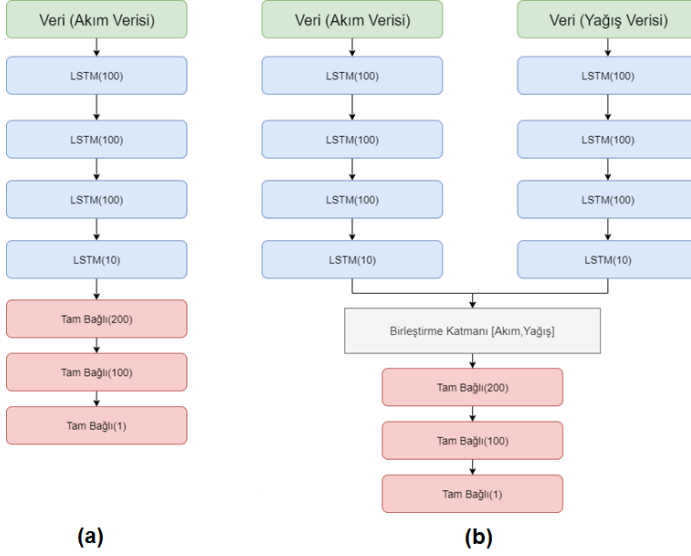 Veri (Akım Verisi)
LSTM(100)
LSTM(100)
LSTM(100)
LSTM(10)
Tam Bağlı(200)
Tam Bağlı(100)
Tam Bağlı(1)
(a)
Veri (Akım Verisi)
Veri (Yağış Verisi)
LSTM(100)
LSTM(100)
LSTM(100)
LSTM(100)
LSTM(100)
LSTM(100)
LSTM(10)
LSTM(10)
Birleştirme Katmanı [Akım,Yağış]
Tam Bağlı(200)
Tam Bağlı(100)
Tam Bağlı(1)
(b)